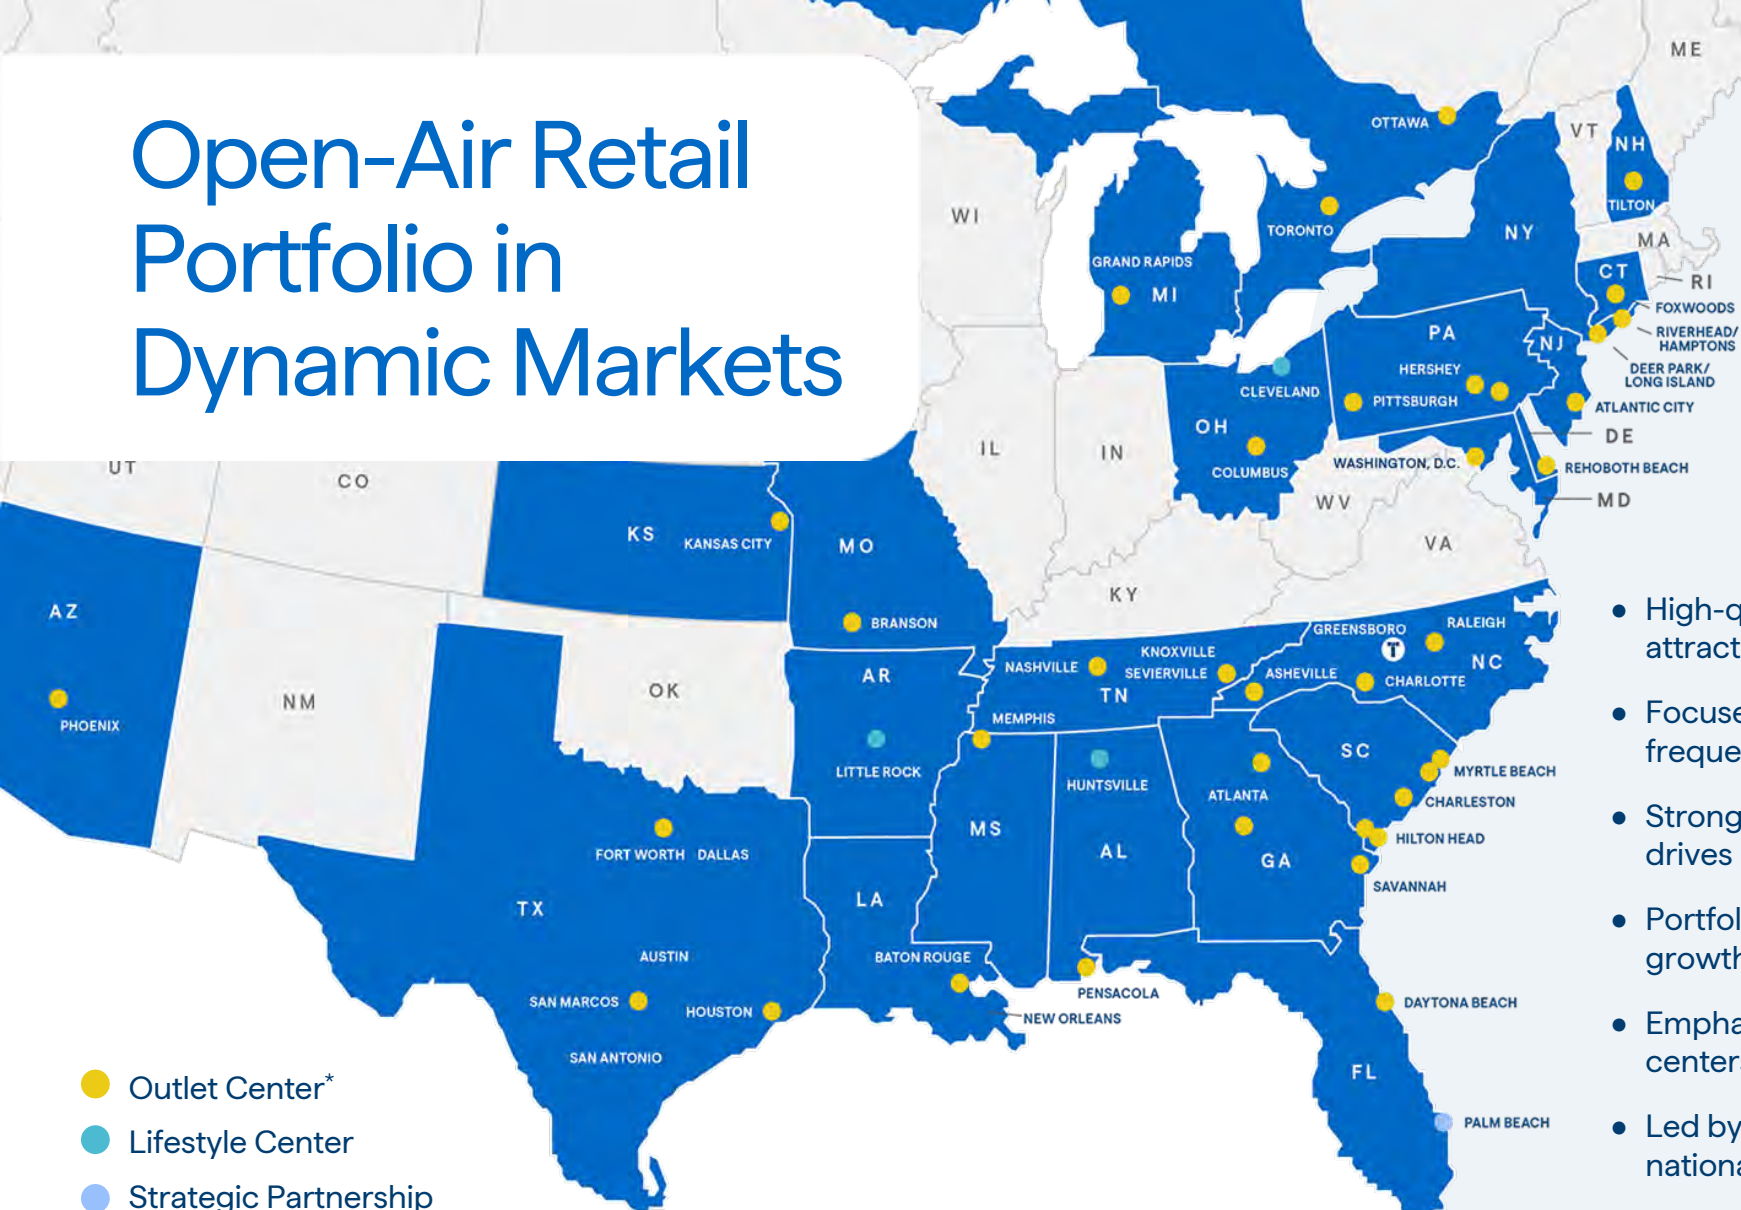 Open-Air Retail
Portfolio in
Dynamic Markets
ME
OTTAWA
VT
NH
TILTON
WI
TORONTO
NY
MA
GRAND RAPIDS
MI
CT
RI
FOXWOODS
RIVERHEAD/
HAMPTONS
PA
NJ
HERSHEY
DEER PARK/
LONG ISLAND
CLEVELAND
PITTSBURGH
ATLANTIC CITY
OH
DE
IL
IN
COLUMBUS
WASHINGTON, D.C.
REHOBOTH BEACH
MD
UT
CO
WV
KS
KANSAS CITY
MO
VA
AZ
KY
BRANSON
GREENSBORO
RALEIGH
T
NC
NASHVILLE
KNOXVILLE
SEVIERVILLE
ASHEVILLE
CHARLOTTE
AR
TN
OK
NM
PHOENIX
MEMPHIS
LITTLE ROCK
HUNTSVILLE
SC
MYRTLE BEACH
ATLANTA
CHARLESTON
MS
HILTON HEAD
FORT WORTH DALLAS
AL
GA
SAVANNAH
TX
LA
AUSTIN
BATON ROUGE
SAN MARCOS
HOUSTON
PENSACOLA
NEW ORLEANS
DAYTONA BEACH
SAN ANTONIO
FL
PALM BEACH
Outlet Center*
Lifestyle Center
Strategic Partnership
• High-q
attract
• Focuse
freque
• Strong
drives
• Portfol
growth
• Empha
center
• Led by
nationa